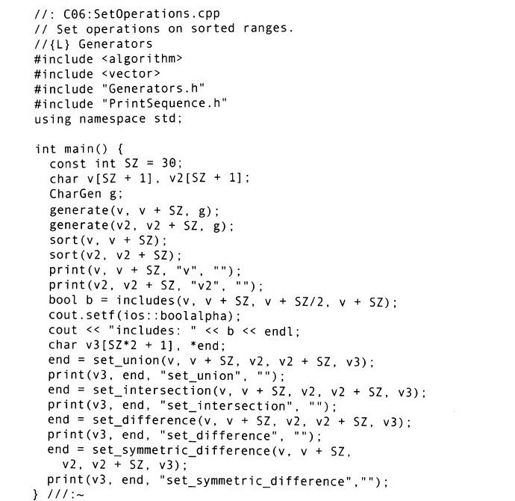 //: C06:SetOperations.cpp
// Set operations on sorted ranges.
//{L} Generators
#include <algorithm>
#include <vector>
#include "Generators.h"
#include "PrintSequence.h"
using namespace std;

int main() {
  const int SZ = 30;
  char v[SZ + 1], v2[SZ + 1];
  CharGen g;
  generate(v, v + SZ, g);
  generate(v2, v2 + SZ, g);
  sort(v, v + SZ);
  sort(v2, v2 + SZ);
  print(v, v + SZ, "v", "");
  print(v2, v2 + SZ, "v2", "");
  bool b = includes(v, v + SZ, v + SZ/2, v + SZ);
  cout.setf(ios::boolalpha);
  cout << "includes: " << b << endl;
  char v3[SZ*2 + 1], *end;
  end = set_union(v, v + SZ, v2, v2 + SZ, v3);
  print(v3, end, "set_union", "");
  end = set_intersection(v, v + SZ, v2, v2 + SZ, v3);
  print(v3, end, "set_intersection", "");
  end = set_difference(v, v + SZ, v2, v2 + SZ, v3);
  print(v3, end, "set_difference", "");
  end = set_symmetric_difference(v, v + SZ,
    v2, v2 + SZ, v3);
  print(v3, end, "set_symmetric_difference","");
} ///:~